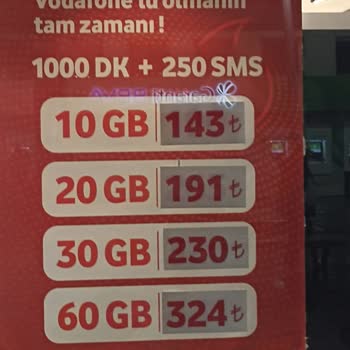 Vodafone'lu olmanın
tam zamanı !
1000 DK + 250 SMS
10 GB 143₺
20 GB 191₺
30 GB 230₺
60 GB 324₺